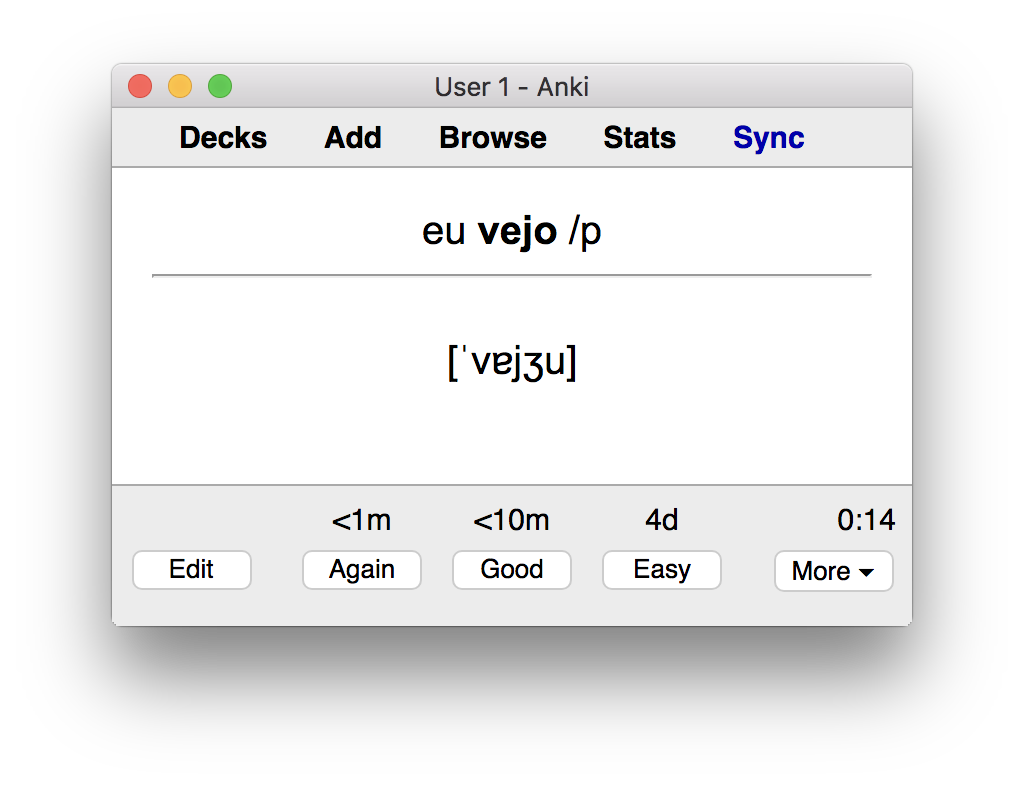 User 1 - Anki
Decks Add Browse Stats Sync
eu vejo /p
[ˈvɐjʒu]
<1m <10m 4d 0:14
Edit Again Good Easy More